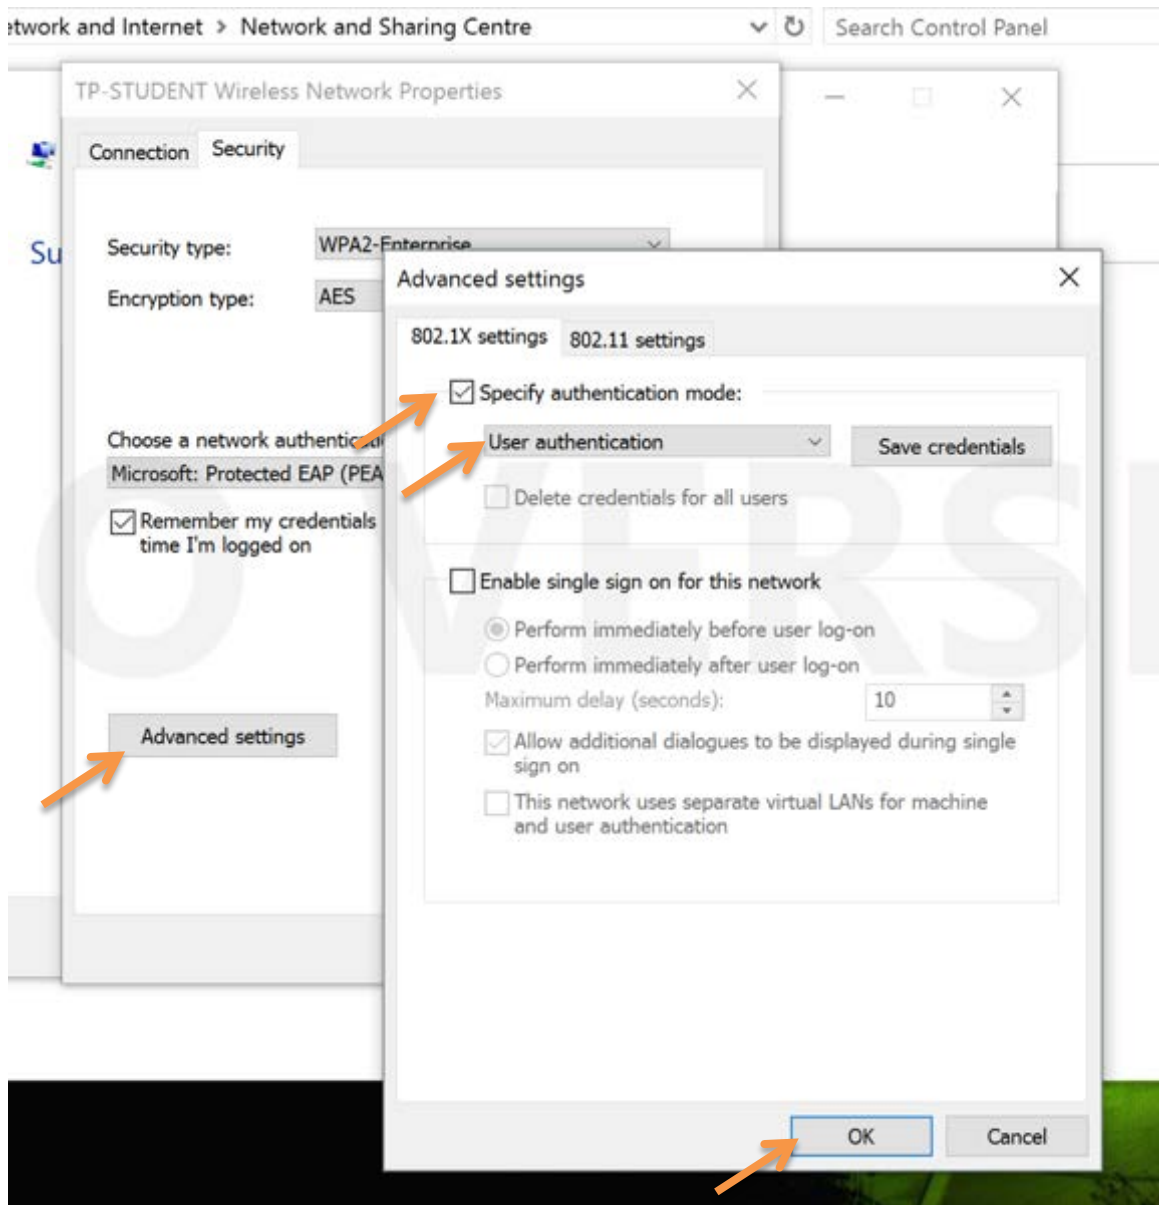 etwork and Internet > Network and Sharing Centre
Search Control Panel
TP-STUDENT Wireless Network Properties
Connection
Security
Su
Security type:
WPA2-Enterprise
Encryption type:
AES
Choose a network authenticati
Microsoft: Protected EAP (PEA
Remember my credentials
time I'm logged on
Advanced settings
Advanced settings
802.1X settings
802.11 settings
Specify authentication mode:
User authentication
Save credentials
Delete credentials for all users
Enable single sign on for this network
Perform immediately before user log-on
Perform immediately after user log-on
Maximum delay (seconds):
10
Allow additional dialogues to be displayed during single
sign on
This network uses separate virtual LANs for machine
and user authentication
OK
Cancel
O VERS